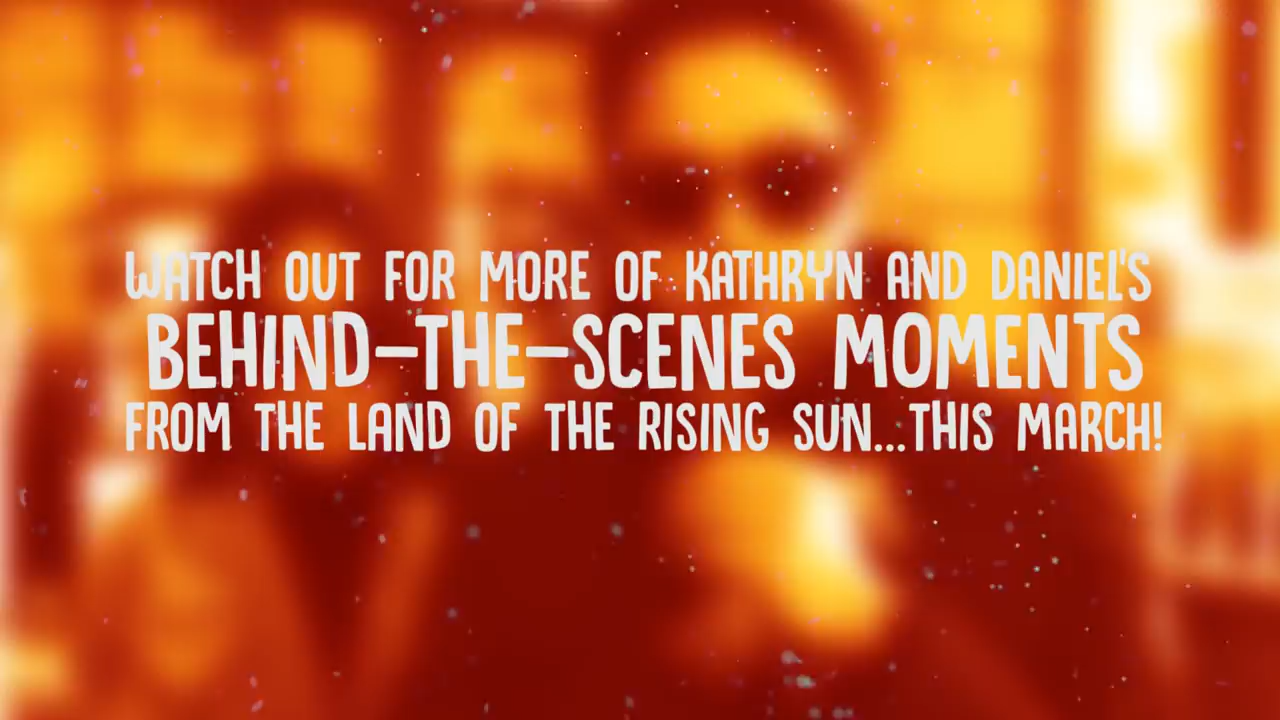 WATCH OUT FOR MORE OF KATHRYN AND DANIEL'S
BEHIND-THE-SCENES MOMENTS
FROM THE LAND OF THE RISING SUN...THIS MARCH!